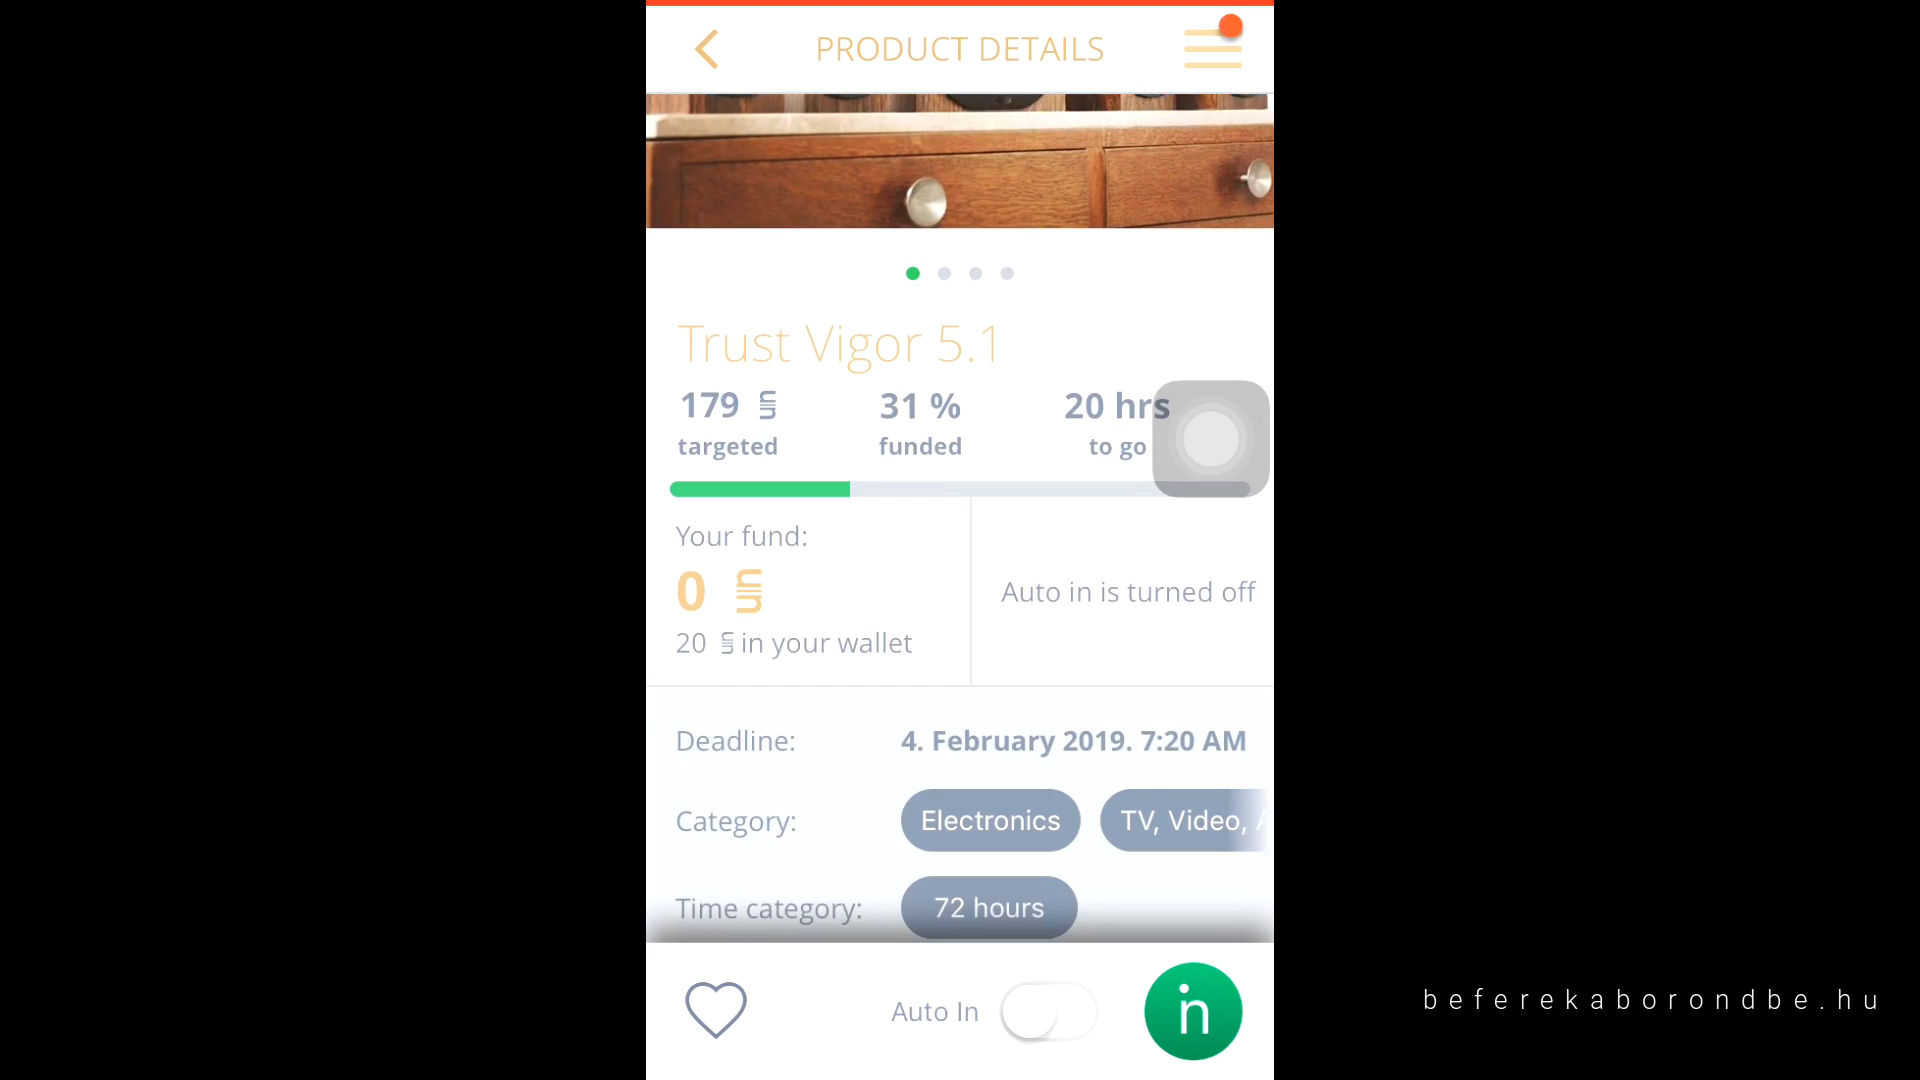 PRODUCT DETAILS
Trust Vigor 5.1
179 31 % 20 hrs
targeted funded to go
Your fund:
0
Auto in is turned off
20 in your wallet
Deadline: 4. February 2019. 7:20 AM
Category: Electronics TV, Video,
Time category: 72 hours
Auto In in
beferekaborondbe.hu